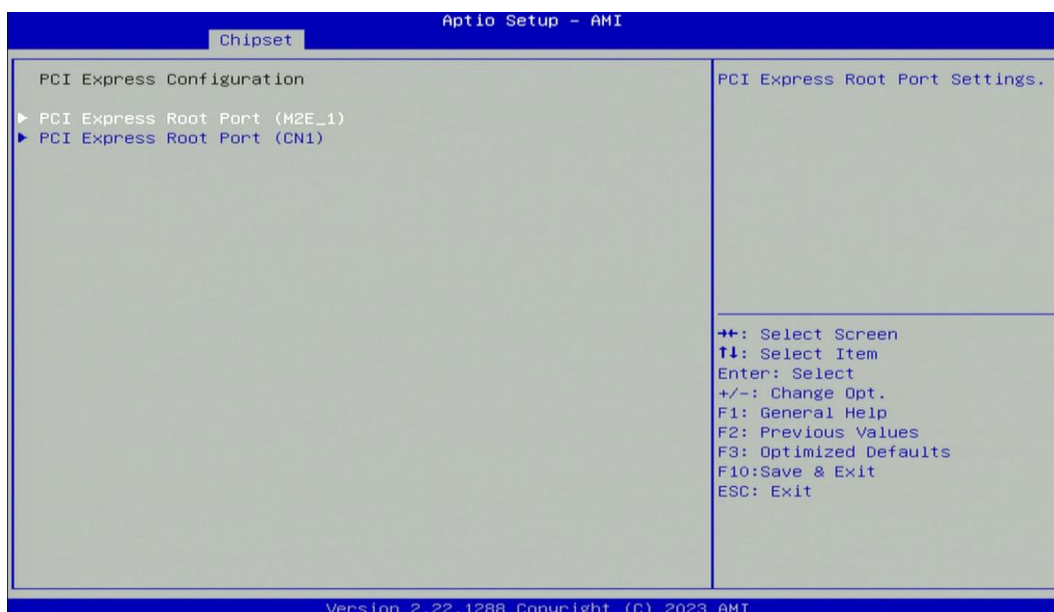 Aptio Setup - AMI
Chipset
PCI Express Configuration
► PCI Express Root Port (M2E_1)
► PCI Express Root Port (CN1)
PCI Express Root Port Settings.
→←: Select Screen
↑↓: Select Item
Enter: Select
+/-: Change Opt.
F1: General Help
F2: Previous Values
F3: Optimized Defaults
F10:Save & Exit
ESC: Exit
Version 2.22.1288 Copyright (C) 2023 AMI